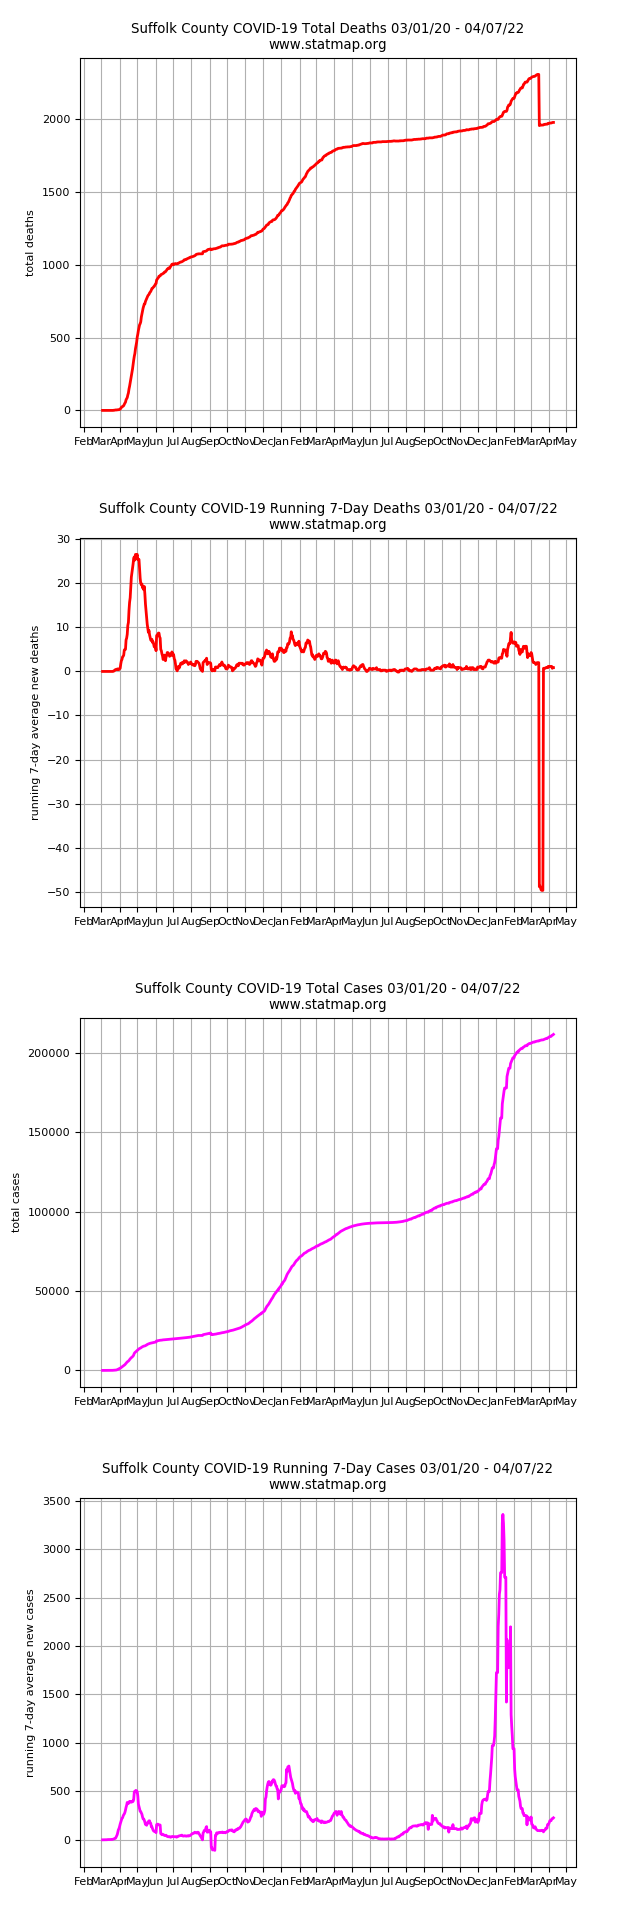 Suffolk County COVID-19 Total Deaths 03/01/20 - 04/07/22
www.statmap.org
total deaths
2000
1500
1000
500
0
Feb Mar Apr May Jun Jul Aug Sep Oct Nov Dec Jan Feb Mar Apr May Jun Jul Aug Sep Oct Nov Dec Jan Feb Mar Apr May
Suffolk County COVID-19 Running 7-Day Deaths 03/01/20 - 04/07/22
www.statmap.org
running 7-day average new deaths
30
20
10
0
−10
−20
−30
−40
−50
Feb Mar Apr May Jun Jul Aug Sep Oct Nov Dec Jan Feb Mar Apr May Jun Jul Aug Sep Oct Nov Dec Jan Feb Mar Apr May
Suffolk County COVID-19 Total Cases 03/01/20 - 04/07/22
www.statmap.org
total cases
200000
150000
100000
50000
0
Feb Mar Apr May Jun Jul Aug Sep Oct Nov Dec Jan Feb Mar Apr May Jun Jul Aug Sep Oct Nov Dec Jan Feb Mar Apr May
Suffolk County COVID-19 Running 7-Day Cases 03/01/20 - 04/07/22
www.statmap.org
running 7-day average new cases
3500
3000
2500
2000
1500
1000
500
0
Feb Mar Apr May Jun Jul Aug Sep Oct Nov Dec Jan Feb Mar Apr May Jun Jul Aug Sep Oct Nov Dec Jan Feb Mar Apr May